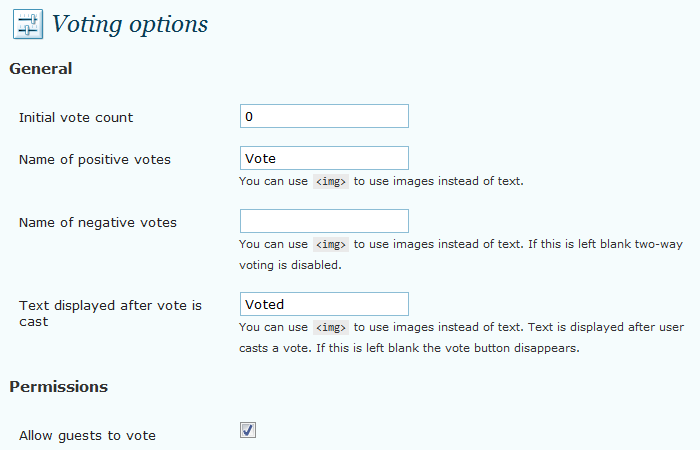 Voting options
General
Initial vote count
0
Name of positive votes
Vote
You can use <img> to use images instead of text.
Name of negative votes
You can use <img> to use images instead of text. If this is left blank two-way
voting is disabled.
Text displayed after vote is
cast
Voted
You can use <img> to use images instead of text. Text is displayed after user
casts a vote. If this is left blank the vote button disappears.
Permissions
Allow guests to vote